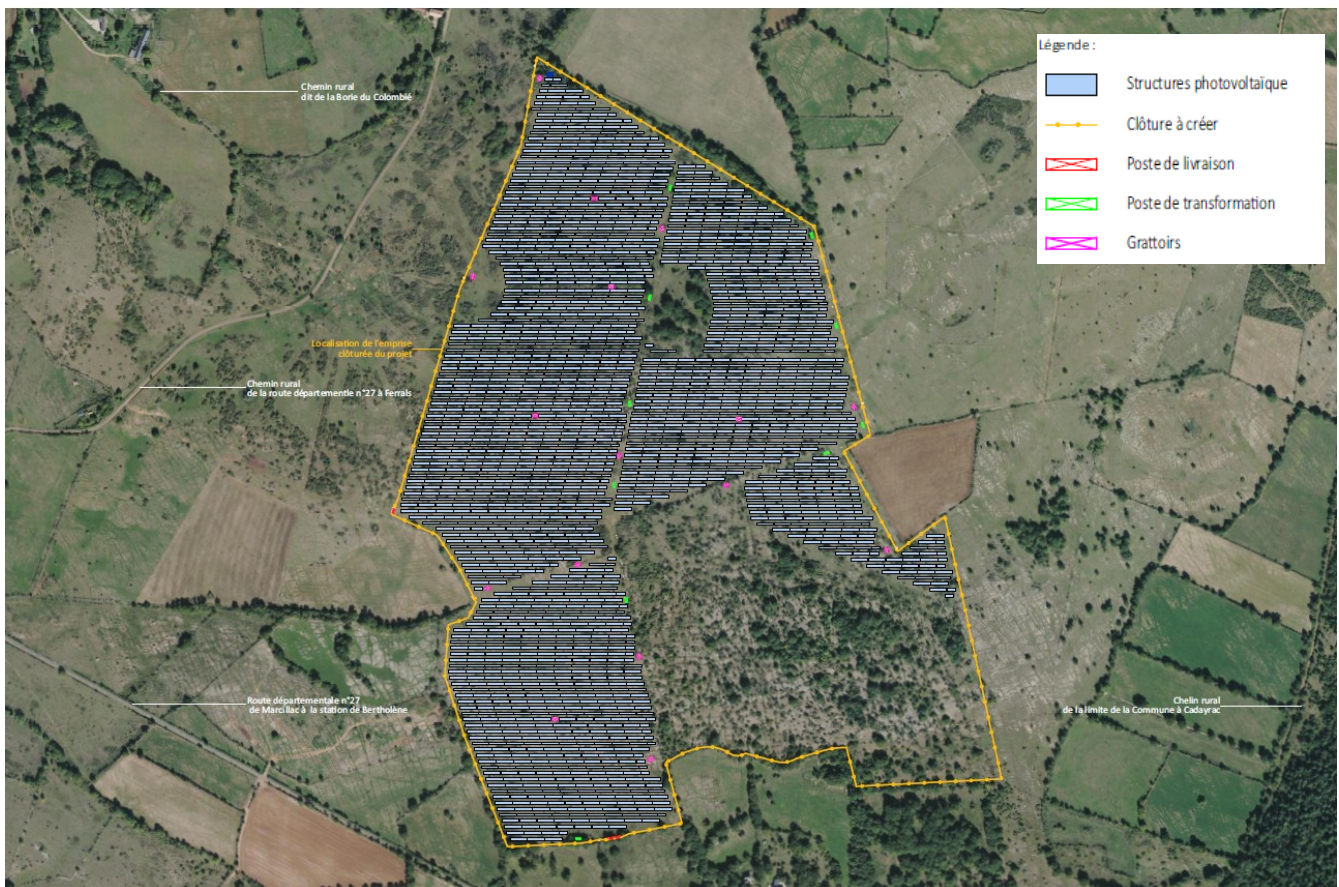 Légende :
Structures photovoltaïque
Clôture à créer
Poste de livraison
Poste de transformation
Grattoirs
Chemin rural
dit de la Borie du Colombié
Localisation de l'emprise
clôturée du projet
Chemin rural
de la route départementle n°27 à Ferrals
Route départementale n°27
de Marcillac à la station de Bertholène
Chelin rural
de la limite de la Commune à Cadayrac